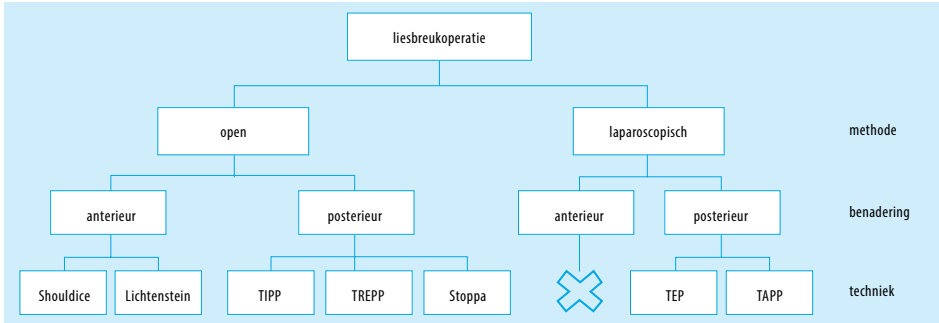 liesbreukoperatie
open
laparoscopisch
methode
anterieur
posterieur
anterieur
posterieur
benadering
Shouldice
Lichtenstein
TIPP
TREPP
Stoppa
TEP
TAPP
techniek